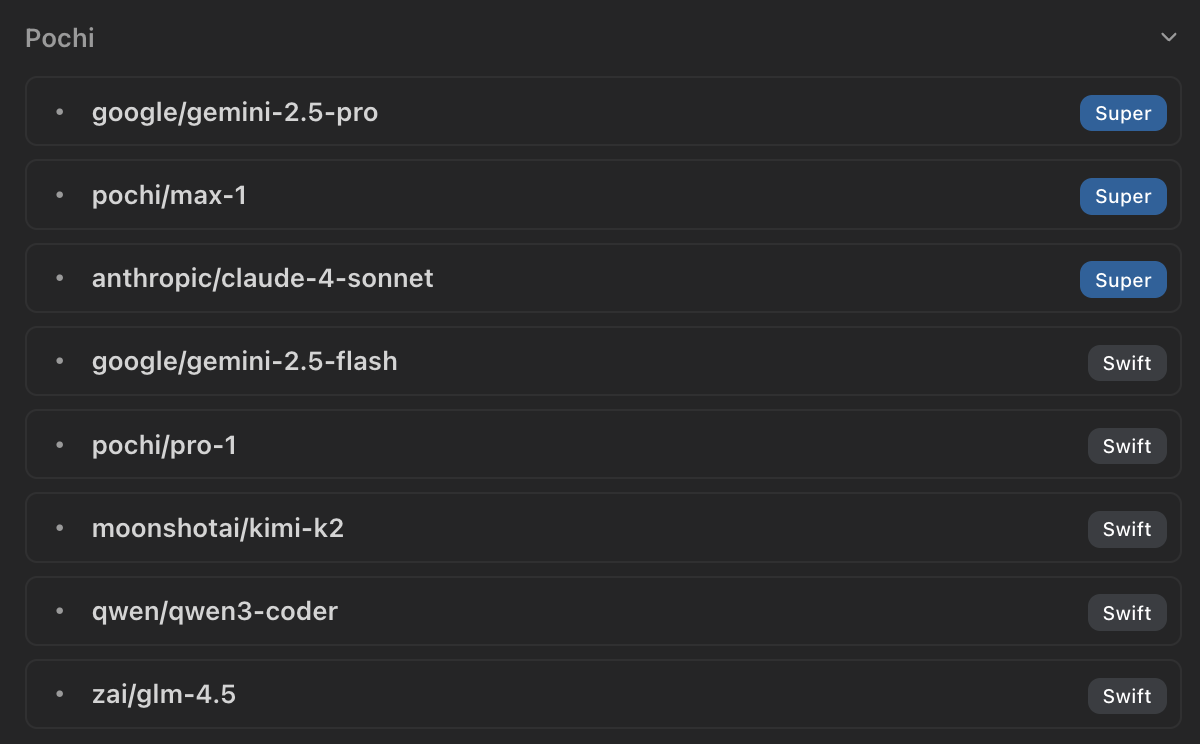 Pochi
• google/gemini-2.5-pro Super
• pochi/max-1 Super
• anthropic/claude-4-sonnet Super
• google/gemini-2.5-flash Swift
• pochi/pro-1 Swift
• moonshotai/kimi-k2 Swift
• qwen/qwen3-coder Swift
• zai/glm-4.5 Swift